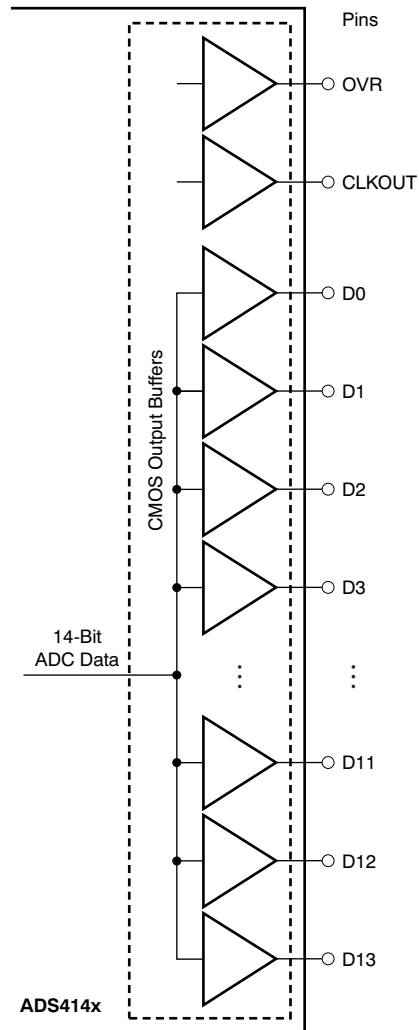 Pins
OVR
CLKOUT
D0
D1
CMOS Output Buffers
D2
D3
14-Bit
ADC Data
D11
D12
D13
ADS414x